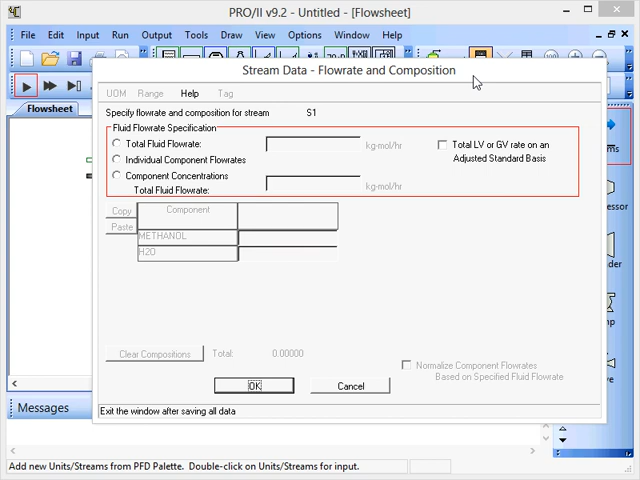 PRO/II v9.2 - Untitled - [Flowsheet]
File Edit Input Run Output Tools Draw View Options Window Help
Flowsheet
Stream Data - Flowrate and Composition
UOM Range Help Tag
Specify flowrate and composition for stream S1
Fluid Flowrate Specification
Total Fluid Flowrate: kg-mol/hr
Total LV or GV rate on an
Adjusted Standard Basis
Individual Component Flowrates
Component Concentrations
Total Fluid Flowrate: kg-mol/hr
Copy
Paste
Component
METHANOL
H2O
Clear Compositions Total: 0.00000
Normalize Component Flowrates
Based on Specified Fluid Flowrate
OK Cancel
Exit the window after saving all data
Messages
Add new Units/Streams from PFD Palette. Double-click on Units/Streams for input.